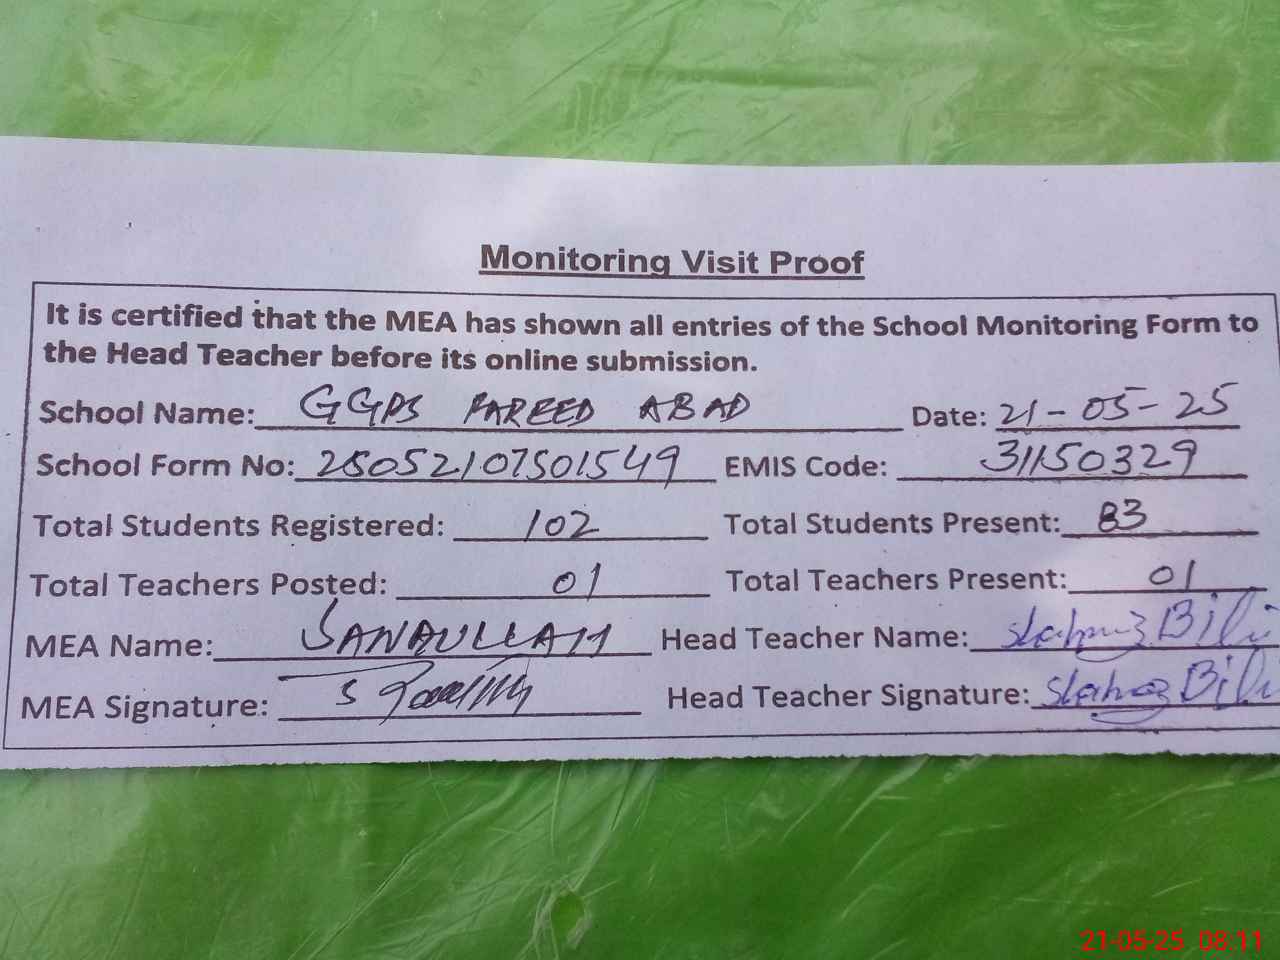 Monitoring Visit Proof
It is certified that the MEA has shown all entries of the School Monitoring Form to
the Head Teacher before its online submission.
School Name: GGPS FAREED ABAD Date: 21-05-25
School Form No: 25052107501549 EMIS Code: 31150329
Total Students Registered: 102 Total Students Present: 83
Total Teachers Posted: 01 Total Teachers Present: 01
MEA Name: SANAULLAH Head Teacher Name:
MEA Signature: Head Teacher Signature:
21-05-25 08:11